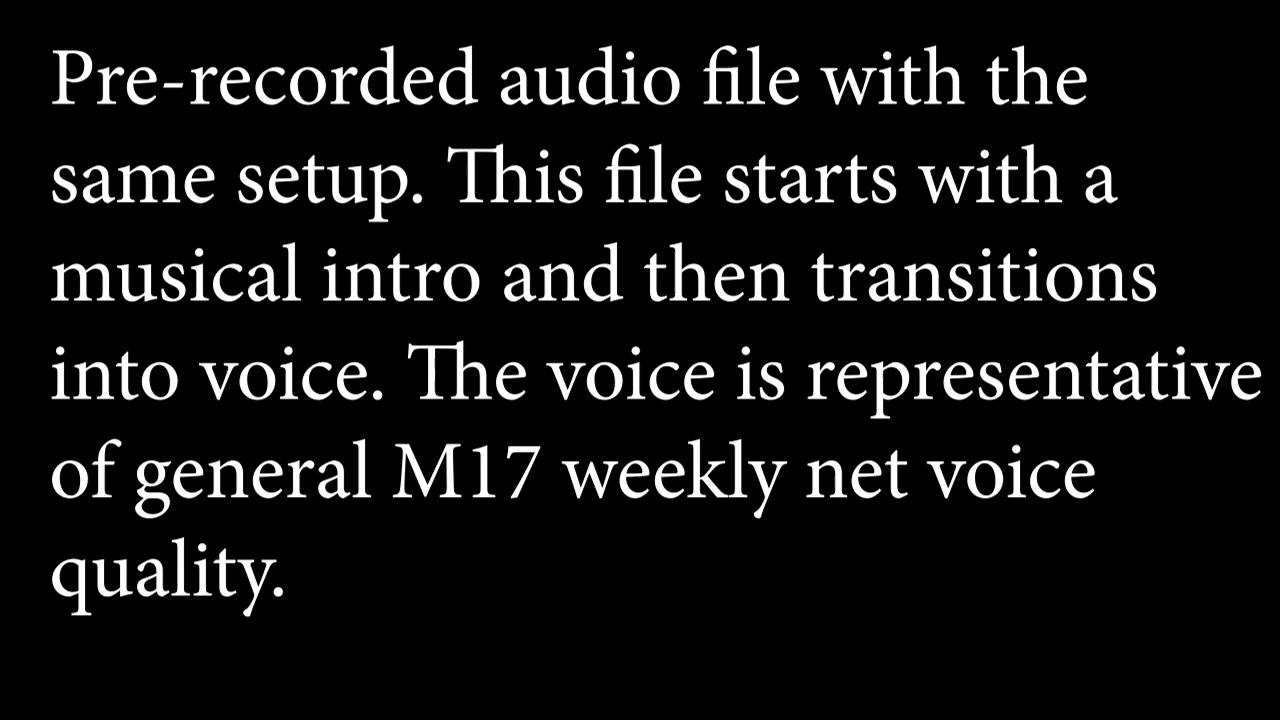 Pre-recorded audio file with the
same setup. This file starts with a
musical intro and then transitions
into voice. The voice is representative
of general M17 weekly net voice
quality.